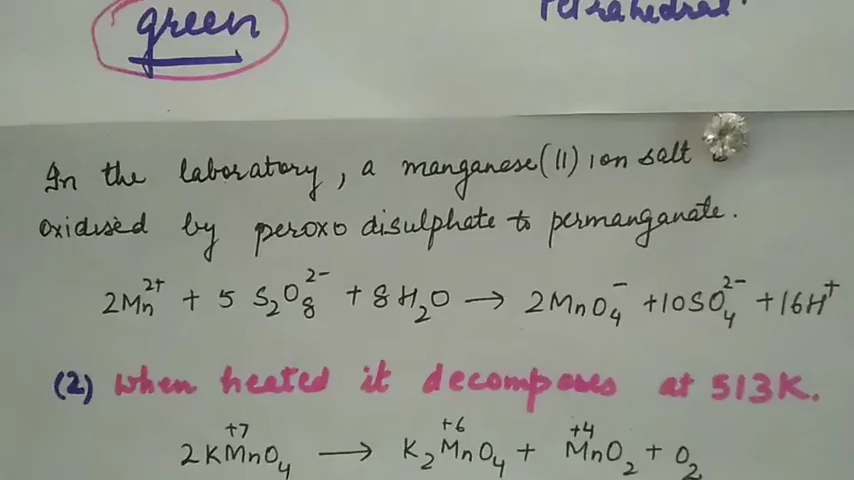 green
Tetrahedral.
In the laboratory, a manganese(II) ion salt
oxidised by peroxo disulphate to permanganate.
2Mn²⁺ + 5 S₂O₈²⁻ + 8H₂O → 2MnO₄⁻ + 10SO₄²⁻ + 16H⁺
(2) When heated it decomposes at 513K.
+7 +6 +4
2KMnO₄ → K₂MnO₄ + MnO₂ + O₂